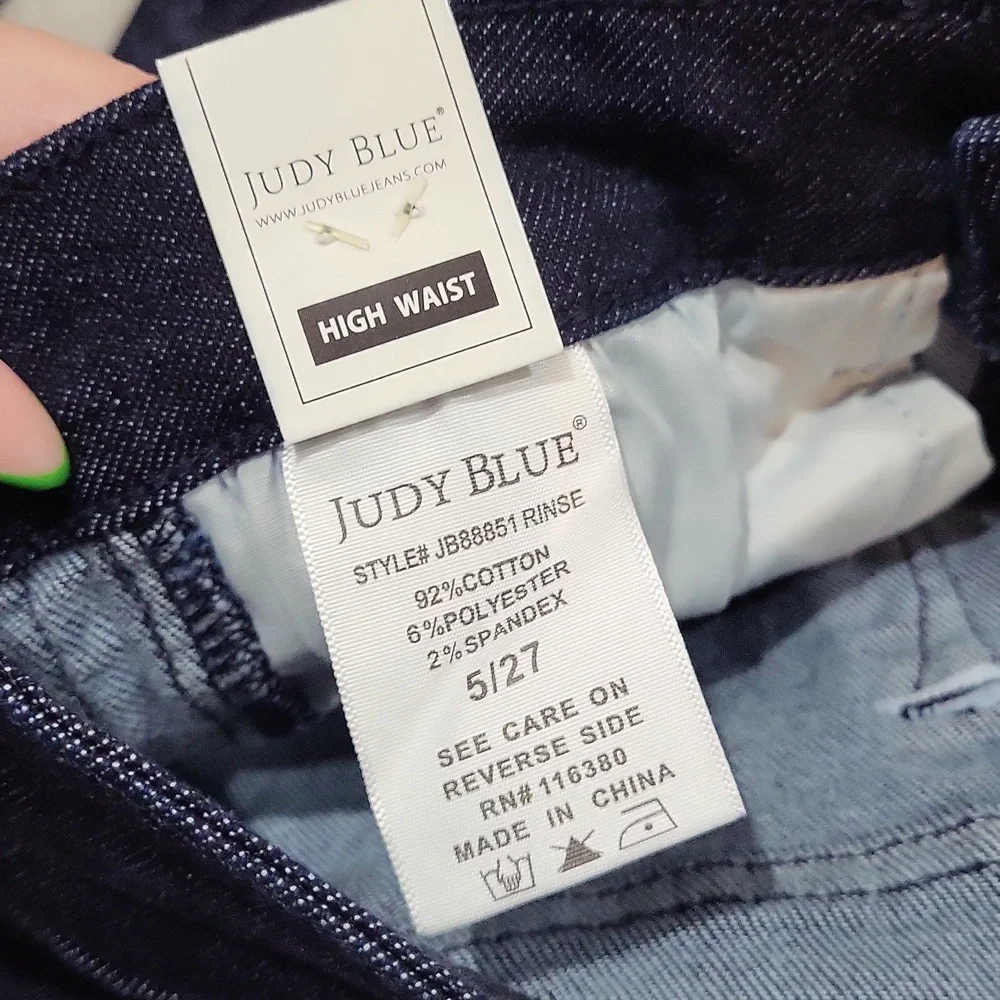 JUDY BLUE®
WWW.JUDYBLUEJEANS.COM
HIGH WAIST
JUDY BLUE®
STYLE# JB88851 RINSE
92%COTTON
6%POLYESTER
2%SPANDEX
5/27
SEE CARE ON
REVERSE SIDE
RN# 116380
MADE IN CHINA